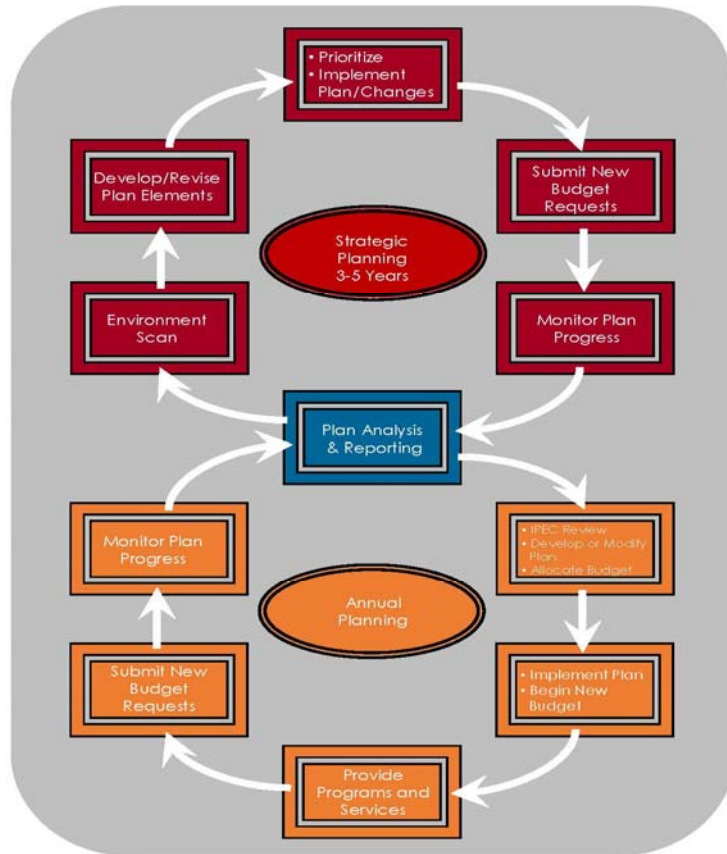 • Prioritize
• Implement
Plan/Changes
Develop/Revise
Plan Elements
Submit New
Budget
Requests
Strategic
Planning
3-5 Years
Environment
Scan
Monitor Plan
Progress
Plan Analysis
& Reporting
Monitor Plan
Progress
• IPEC Review
• Develop or Modify
Plan
• Allocate Budget
Annual
Planning
Submit New
Budget
Requests
• Implement Plan
• Begin New
Budget
Provide
Programs and
Services